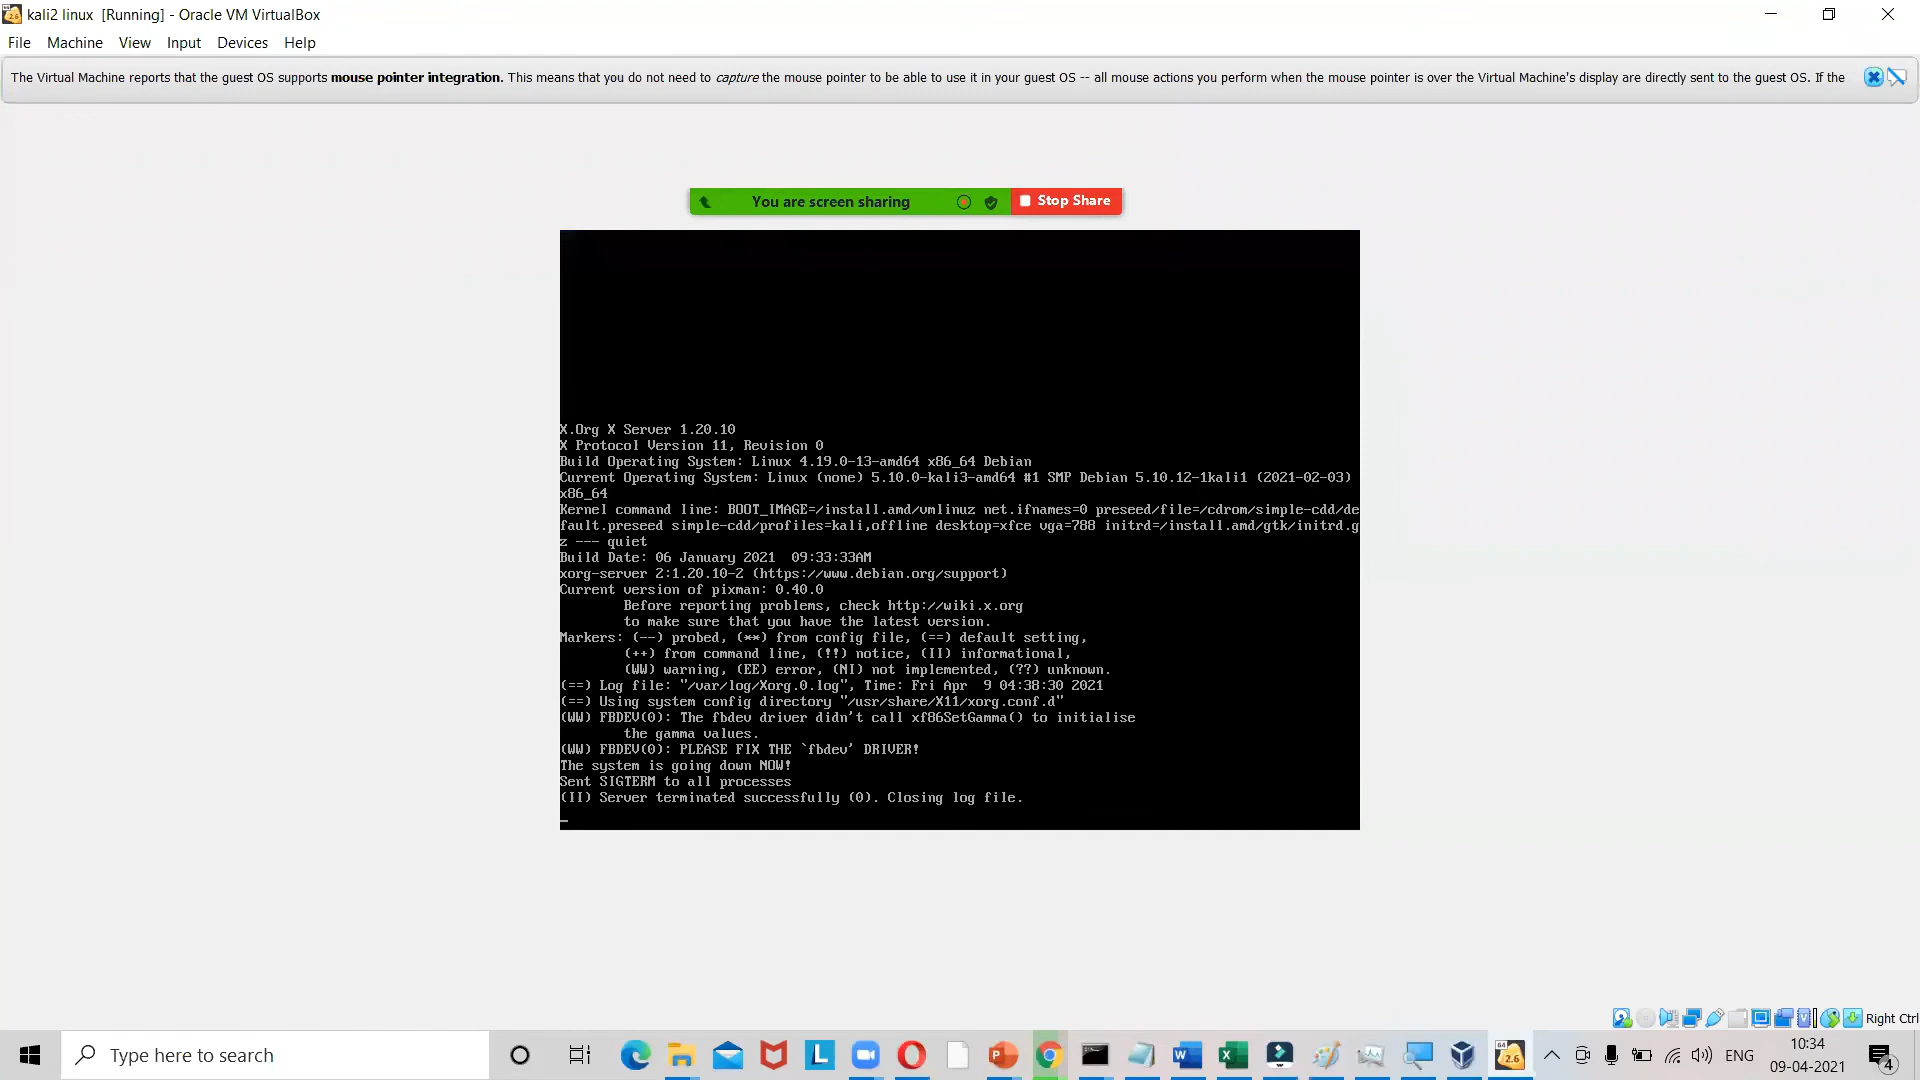 kali2 linux [Running] - Oracle VM VirtualBox
File Machine View Input Devices Help
The Virtual Machine reports that the guest OS supports mouse pointer integration. This means that you do not need to capture the mouse pointer to be able to use it in your guest OS -- all mouse actions you perform when the mouse pointer is over the Virtual Machine's display are directly sent to the guest OS. If the
You are screen sharing Stop Share
X.Org X Server 1.20.10
X Protocol Version 11, Revision 0
Build Operating System: Linux 4.19.0-13-amd64 x86_64 Debian
Current Operating System: Linux (none) 5.10.0-kali3-amd64 #1 SMP Debian 5.10.12-1kali1 (2021-02-03)
x86_64
Kernel command line: BOOT_IMAGE=/install.amd/vmlinuz net.ifnames=0 preseed/file=/cdrom/simple-cdd/de
fault.preseed simple-cdd/profiles=kali,offline desktop=xfce vga=788 initrd=/install.amd/gtk/initrd.g
z --- quiet
Build Date: 06 January 2021  09:33:33AM
xorg-server 2:1.20.10-2 (https://www.debian.org/support)
Current version of pixman: 0.40.0
Before reporting problems, check http://wiki.x.org
to make sure that you have the latest version.
Markers: (--) probed, (**) from config file, (==) default setting,
(++) from command line, (!!) notice, (II) informational,
(WW) warning, (EE) error, (NI) not implemented, (??) unknown.
(==) Log file: "/var/log/Xorg.0.log", Time: Fri Apr  9 04:38:30 2021
(==) Using system config directory "/usr/share/X11/xorg.conf.d"
(WW) FBDEV(0): The fbdev driver didn't call xf86SetGamma() to initialise
the gamma values.
(WW) FBDEV(0): PLEASE FIX THE `fbdev' DRIVER!
The system is going down NOW!
Sent SIGTERM to all processes
(II) Server terminated successfully (0). Closing log file.
_
Right Ctrl
Type here to search
ENG
10:34
09-04-2021
4